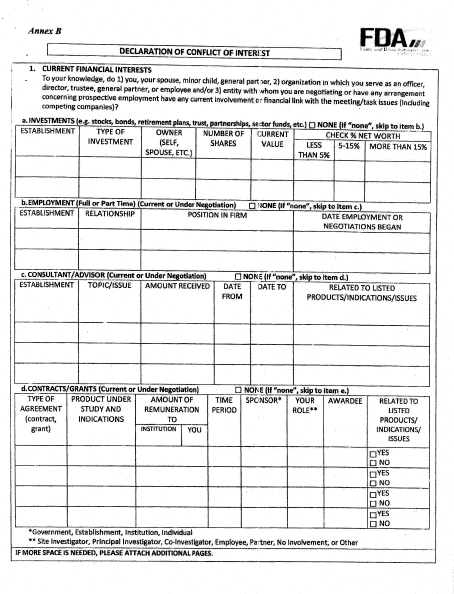 Annex B
FDA
DECLARATION OF CONFLICT OF INTEREST
1. CURRENT FINANCIAL INTERESTS
To your knowledge, do 1) you, your spouse, minor child, general partner, 2) organization in which you serve as an officer,
director, trustee, general partner, or employee and/or 3) entity with whom you are negotiating or have any arrangement
concerning prospective employment have any current involvement or financial link with the meeting/task issues (including
competing companies)?
a. INVESTMENTS (e.g. stocks, bonds, retirement plans, trust, partnerships, sector funds, etc.) ☐ NONE (If "none", skip to item b.)
ESTABLISHMENT TYPE OF INVESTMENT OWNER (SELF, SPOUSE, ETC.) NUMBER OF SHARES CURRENT VALUE CHECK % NET WORTH
LESS THAN 5% 5-15% MORE THAN 15%
b. EMPLOYMENT (Full or Part Time) (Current or Under Negotiation) ☐ NONE (If "none", skip to item c.)
ESTABLISHMENT RELATIONSHIP POSITION IN FIRM DATE EMPLOYMENT OR NEGOTIATIONS BEGAN
c. CONSULTANT/ADVISOR (Current or Under Negotiation) ☐ NONE (If "none", skip to item d.)
ESTABLISHMENT TOPIC/ISSUE AMOUNT RECEIVED DATE FROM DATE TO RELATED TO LISTED PRODUCTS/INDICATIONS/ISSUES
d. CONTRACTS/GRANTS (Current or Under Negotiation) ☐ NONE (If "none", skip to item e.)
TYPE OF AGREEMENT (contract, grant) PRODUCT UNDER STUDY AND INDICATIONS AMOUNT OF REMUNERATION TO TIME PERIOD SPONSOR* YOUR ROLE** AWARDEE RELATED TO LISTED PRODUCTS/ INDICATIONS/ ISSUES
INSTITUTION YOU
☐ YES
☐ NO
☐ YES
☐ NO
☐ YES
☐ NO
☐ YES
☐ NO
*Government, Establishment, Institution, Individual
** Site Investigator, Principal Investigator, Co-Investigator, Employee, Partner, No Involvement, or Other
IF MORE SPACE IS NEEDED, PLEASE ATTACH ADDITIONAL PAGES.